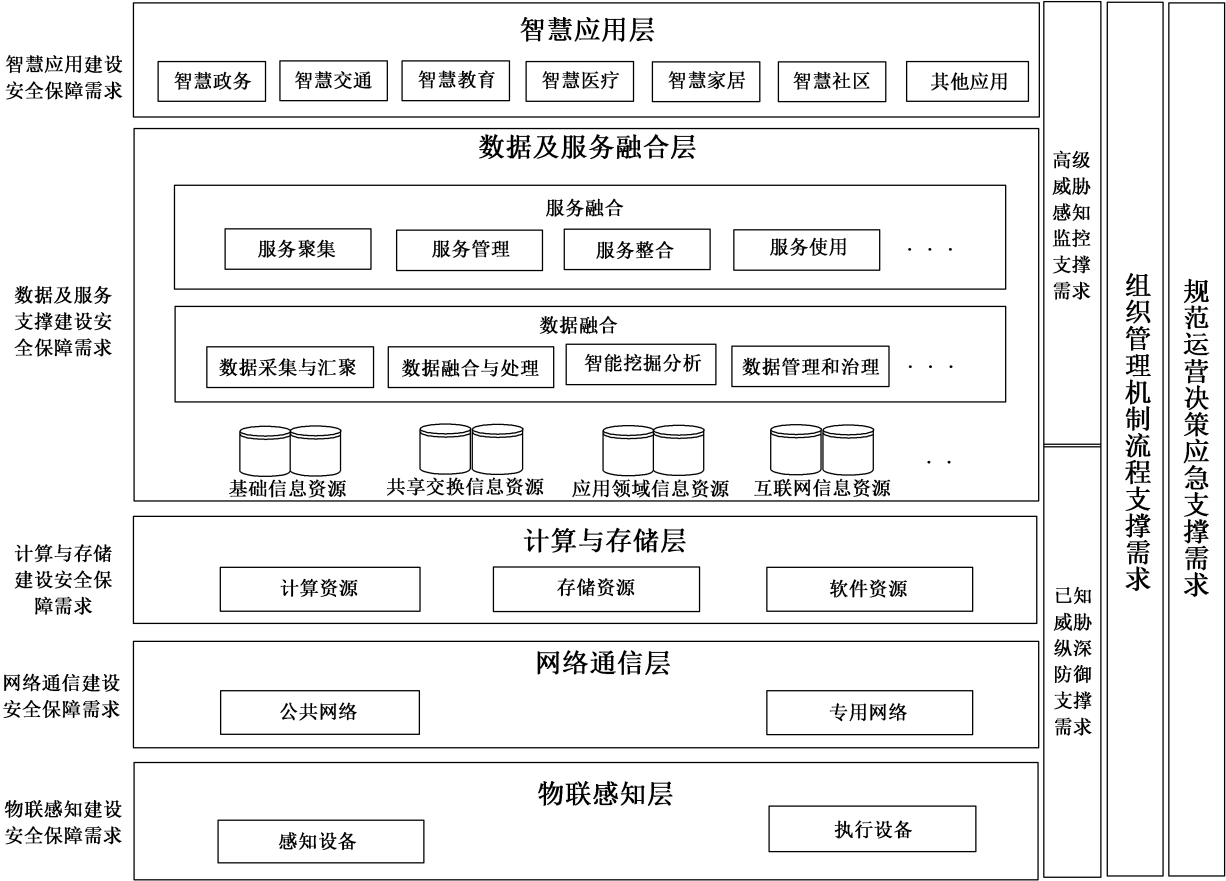 智慧应用建设
安全保障需求
智慧应用层
智慧政务
智慧交通
智慧教育
智慧医疗
智慧家居
智慧社区
其他应用
数据及服务
支撑建设安
全保障需求
数据及服务融合层
服务融合
服务聚集
服务管理
服务整合
服务使用
· · ·
数据融合
数据采集与汇聚
数据融合与处理
智能挖掘分析
数据管理和治理
· · ·
基础信息资源
共享交换信息资源
应用领域信息资源
互联网信息资源
· ·
计算与存储
建设安全保
障需求
计算与存储层
计算资源
存储资源
软件资源
网络通信建设
安全保障需求
网络通信层
公共网络
专用网络
物联感知建设
安全保障需求
物联感知层
感知设备
执行设备
高级
威胁
感知
监控
支撑
需求
已知
威胁
纵深
防御
支撑
需求
组织管理机制流程支撑需求
规范运营决策应急支撑需求